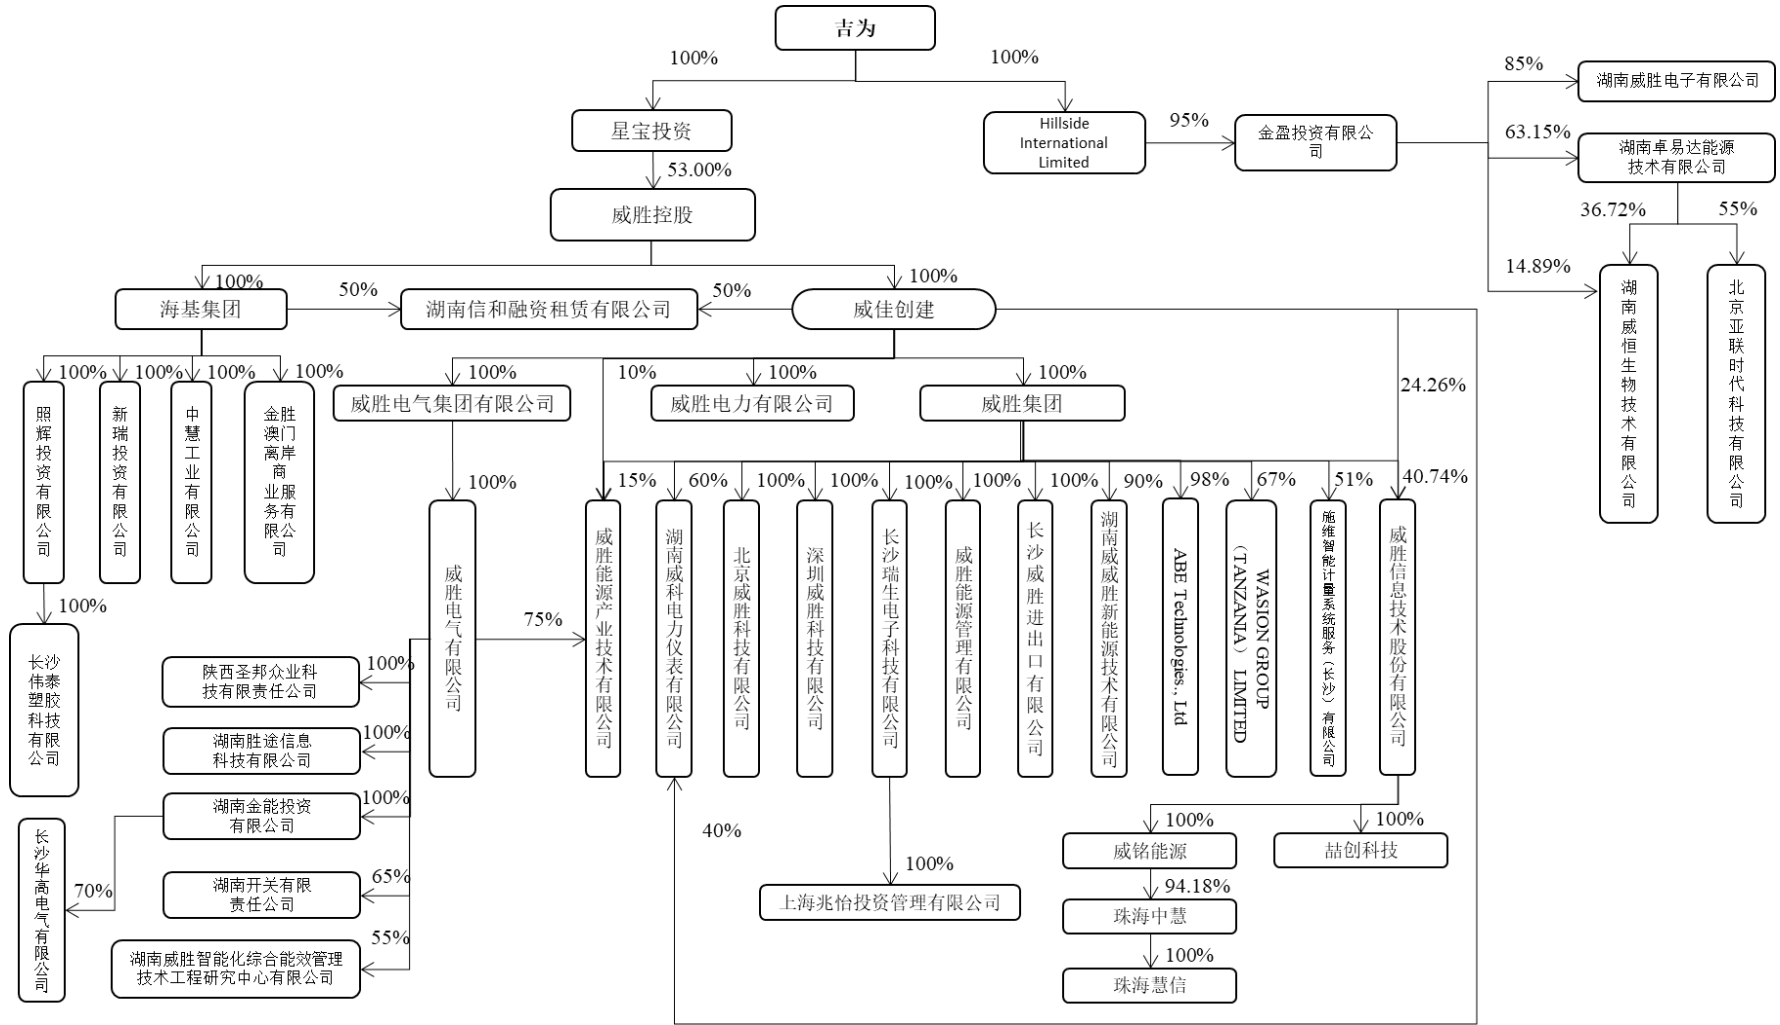 吉为
100%
100%
星宝投资
53.00%
威胜控股
Hillside
International
Limited
95%
金盈投资有限公
司
85%
湖南威胜电子有限公司
63.15%
湖南卓易达能源
技术有限公司
36.72%
55%
14.89%
湖南威恒生物技术有限公司
北京亚联时代科技有限公司
100%
海基集团
50%
湖南信和融资租赁有限公司
50%
100%
威佳创建
100%
照辉投资有限公司
100%
新瑞投资有限公司
100%
中慧工业有限公司
100%
金胜
澳门
离岸
商
业服
务有
限公
司
100%
长沙
伟泰
塑胶
科技
有限
公司
100%
威胜电气集团有限公司
10%
100%
威胜电力有限公司
100%
威胜集团
24.26%
100%
威胜电气有限公司
75%
15%
威胜能源产业技术有限公司
60%
湖南威科电力仪表有限公司
100%
北京威胜科技有限公司
100%
深圳威胜科技有限公司
100%
长沙瑞生电子科技有限公司
100%
威胜能源管理有限公司
100%
长沙威胜进出口有限公司
90%
湖南威威胜新能源技术有限公司
98%
ABE Technologies., Ltd
67%
WASION GROUP
（TANZANIA） LIMITED
51%
施维智能计量系统服务（长沙）有限公司
40.74%
威胜信息技术股份有限公司
100%
陕西圣邦众业科
技有限责任公司
100%
湖南胜途信息
科技有限公司
100%
湖南金能投资
有限公司
70%
长沙华高电气有限公司
65%
湖南开关有限
责任公司
55%
湖南威胜智能化综合能效管理
技术工程研究中心有限公司
40%
100%
上海兆怡投资管理有限公司
100%
威铭能源
100%
喆创科技
94.18%
珠海中慧
100%
珠海慧信